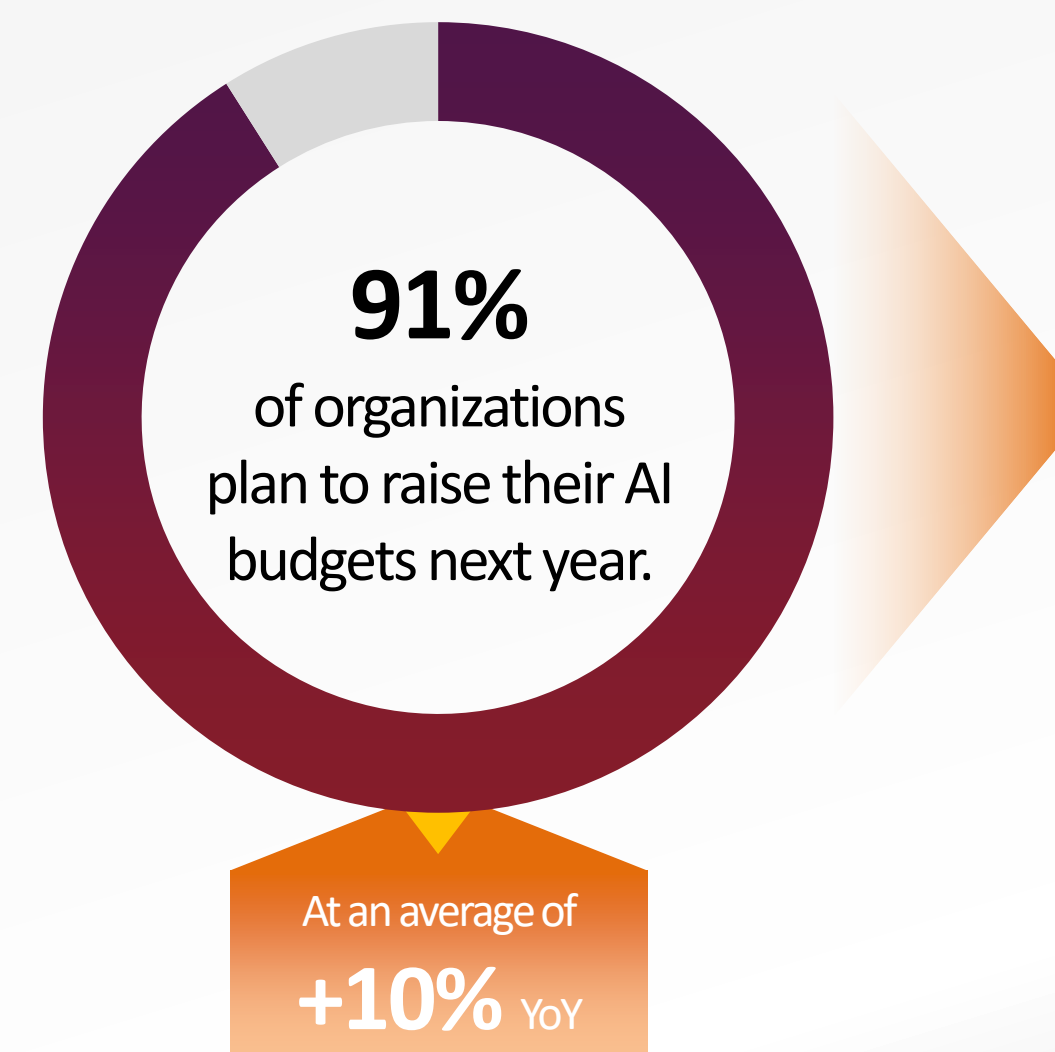 91%
of organizations
plan to raise their AI
budgets next year.
At an average of
+10% YoY